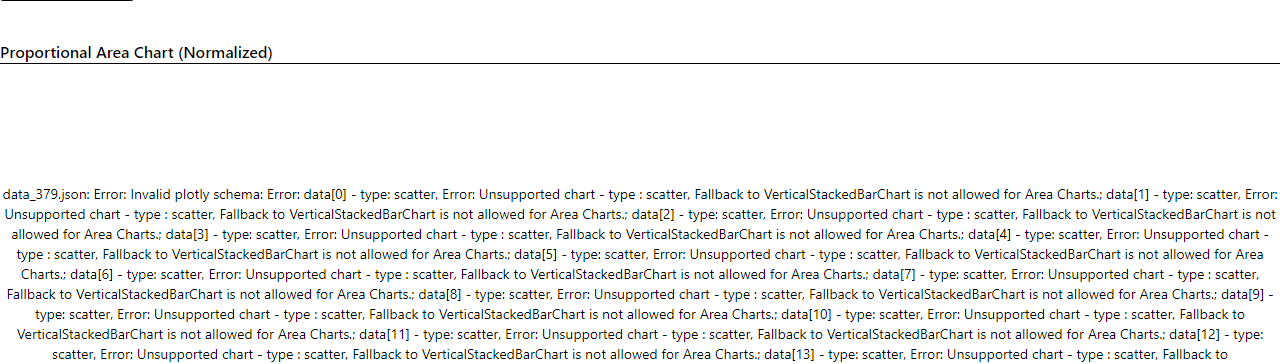 Proportional Area Chart (Normalized)
data_379.json: Error: Invalid plotly schema: Error: data[0] - type: scatter, Error: Unsupported chart - type : scatter, Fallback to VerticalStackedBarChart is not allowed for Area Charts.; data[1] - type: scatter, Error:
Unsupported chart - type : scatter, Fallback to VerticalStackedBarChart is not allowed for Area Charts.; data[2] - type: scatter, Error: Unsupported chart - type : scatter, Fallback to VerticalStackedBarChart is not
allowed for Area Charts.; data[3] - type: scatter, Error: Unsupported chart - type : scatter, Fallback to VerticalStackedBarChart is not allowed for Area Charts.; data[4] - type: scatter, Error: Unsupported chart -
type : scatter, Fallback to VerticalStackedBarChart is not allowed for Area Charts.; data[5] - type: scatter, Error: Unsupported chart - type : scatter, Fallback to VerticalStackedBarChart is not allowed for Area
Charts.; data[6] - type: scatter, Error: Unsupported chart - type : scatter, Fallback to VerticalStackedBarChart is not allowed for Area Charts.; data[7] - type: scatter, Error: Unsupported chart - type : scatter,
Fallback to VerticalStackedBarChart is not allowed for Area Charts.; data[8] - type: scatter, Error: Unsupported chart - type : scatter, Fallback to VerticalStackedBarChart is not allowed for Area Charts.; data[9] -
type: scatter, Error: Unsupported chart - type : scatter, Fallback to VerticalStackedBarChart is not allowed for Area Charts.; data[10] - type: scatter, Error: Unsupported chart - type : scatter, Fallback to
VerticalStackedBarChart is not allowed for Area Charts.; data[11] - type: scatter, Error: Unsupported chart - type : scatter, Fallback to VerticalStackedBarChart is not allowed for Area Charts.; data[12] - type:
scatter, Error: Unsupported chart - type : scatter, Fallback to VerticalStackedBarChart is not allowed for Area Charts.; data[13] - type: scatter, Error: Unsupported chart - type : scatter, Fallback to